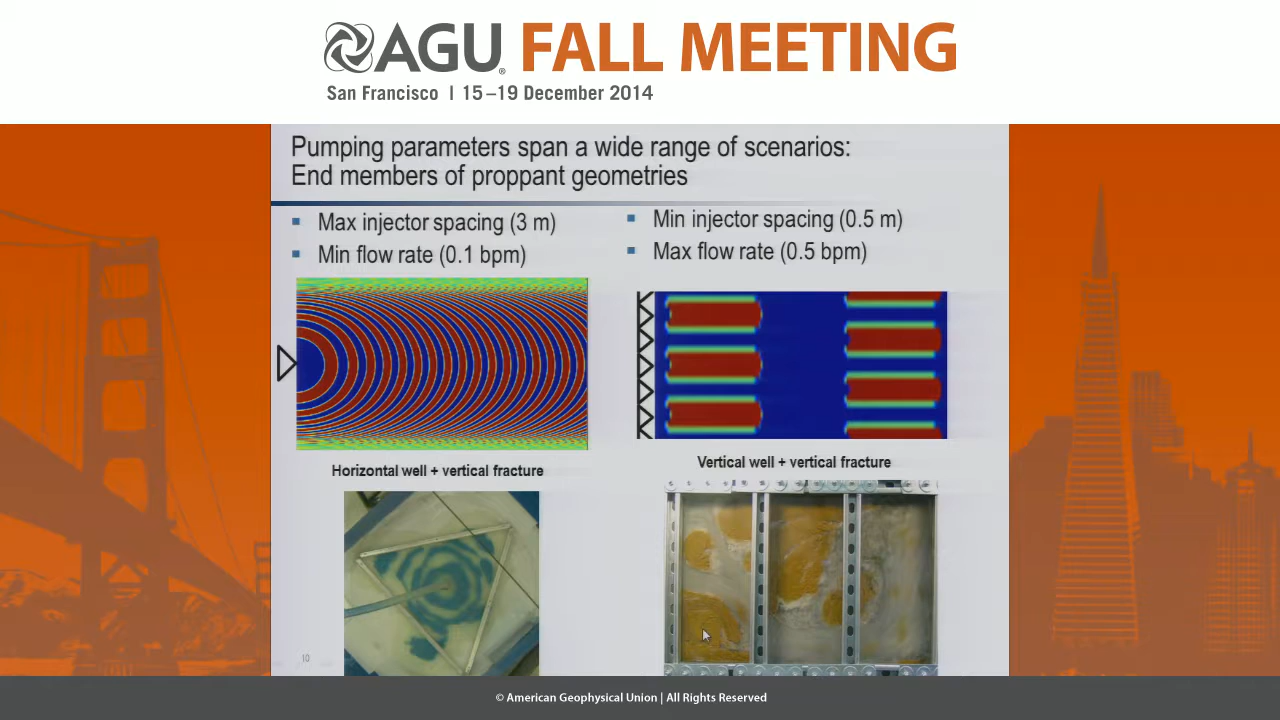 AGU® FALL MEETING
San Francisco | 15–19 December 2014
Pumping parameters span a wide range of scenarios:
End members of proppant geometries
▪ Max injector spacing (3 m)
▪ Min flow rate (0.1 bpm)
▪ Min injector spacing (0.5 m)
▪ Max flow rate (0.5 bpm)
Horizontal well + vertical fracture
Vertical well + vertical fracture
10
© American Geophysical Union | All Rights Reserved